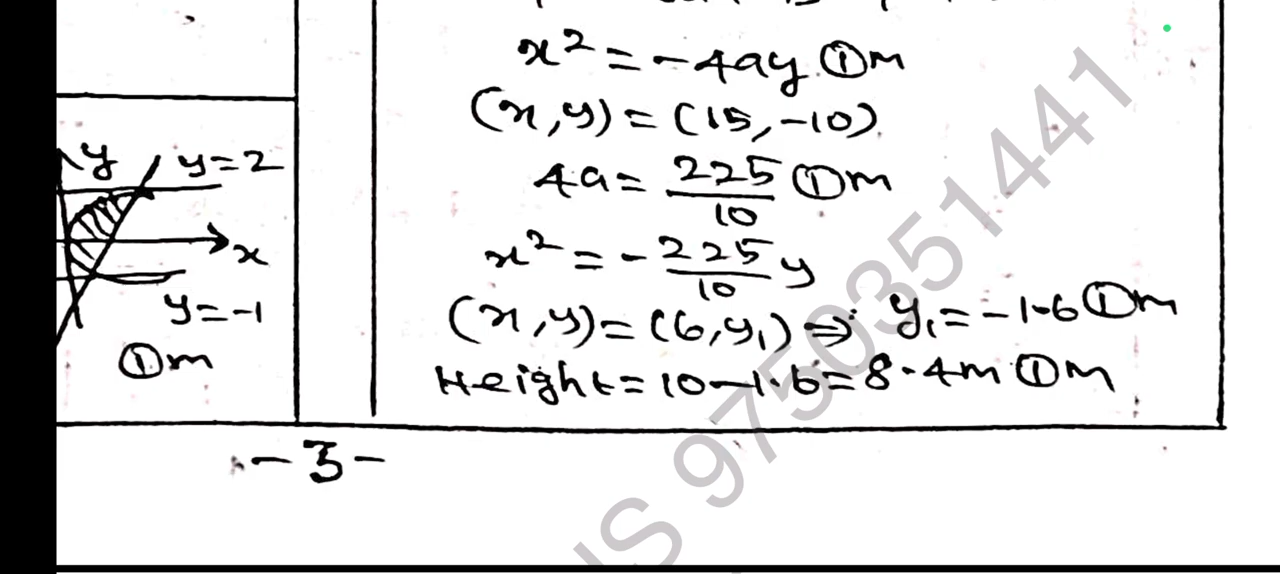 x² = -4ay ①m
(x,y) = (15,-10)
4a = 225/10 ①m
x² = -225/10 y
(x,y) = (6,y₁) ⇒ y₁ = -1.6 ①m
Height = 10-1.6 = 8.4m ①m
y y=2
x
y=-1
①m
-3-
S 9750351441